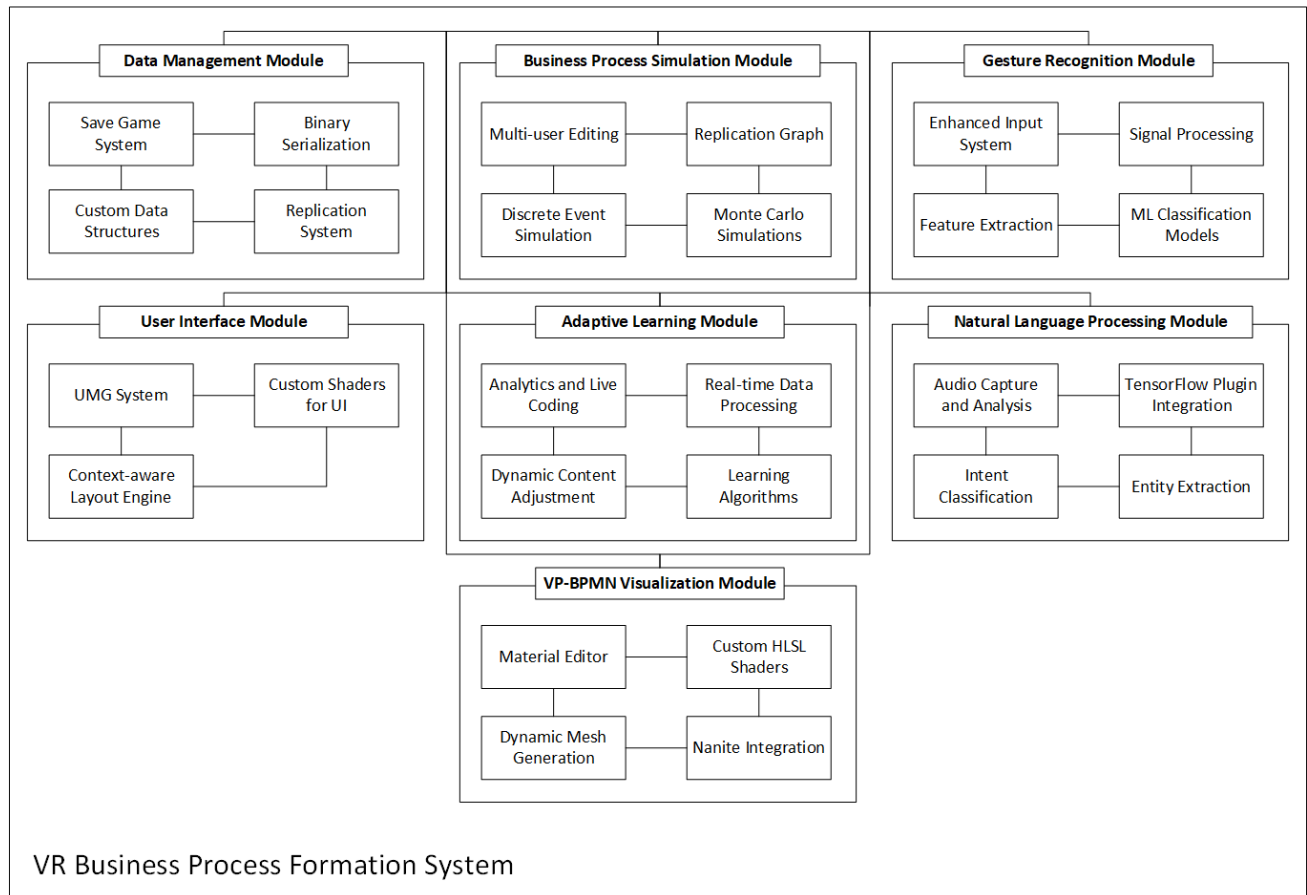 Data Management Module
Save Game
System
Binary
Serialization
Custom Data
Structures
Replication
System
Business Process Simulation Module
Multi-user Editing
Replication Graph
Discrete Event
Simulation
Monte Carlo
Simulations
Gesture Recognition Module
Enhanced Input
System
Signal Processing
Feature Extraction
ML Classification
Models
User Interface Module
UMG System
Custom Shaders
for UI
Context-aware
Layout Engine
Adaptive Learning Module
Analytics and Live
Coding
Real-time Data
Processing
Dynamic Content
Adjustment
Learning
Algorithms
Natural Language Processing Module
Audio Capture
and Analysis
TensorFlow Plugin
Integration
Intent
Classification
Entity Extraction
VP-BPMN Visualization Module
Material Editor
Custom HLSL
Shaders
Dynamic Mesh
Generation
Nanite Integration
VR Business Process Formation System